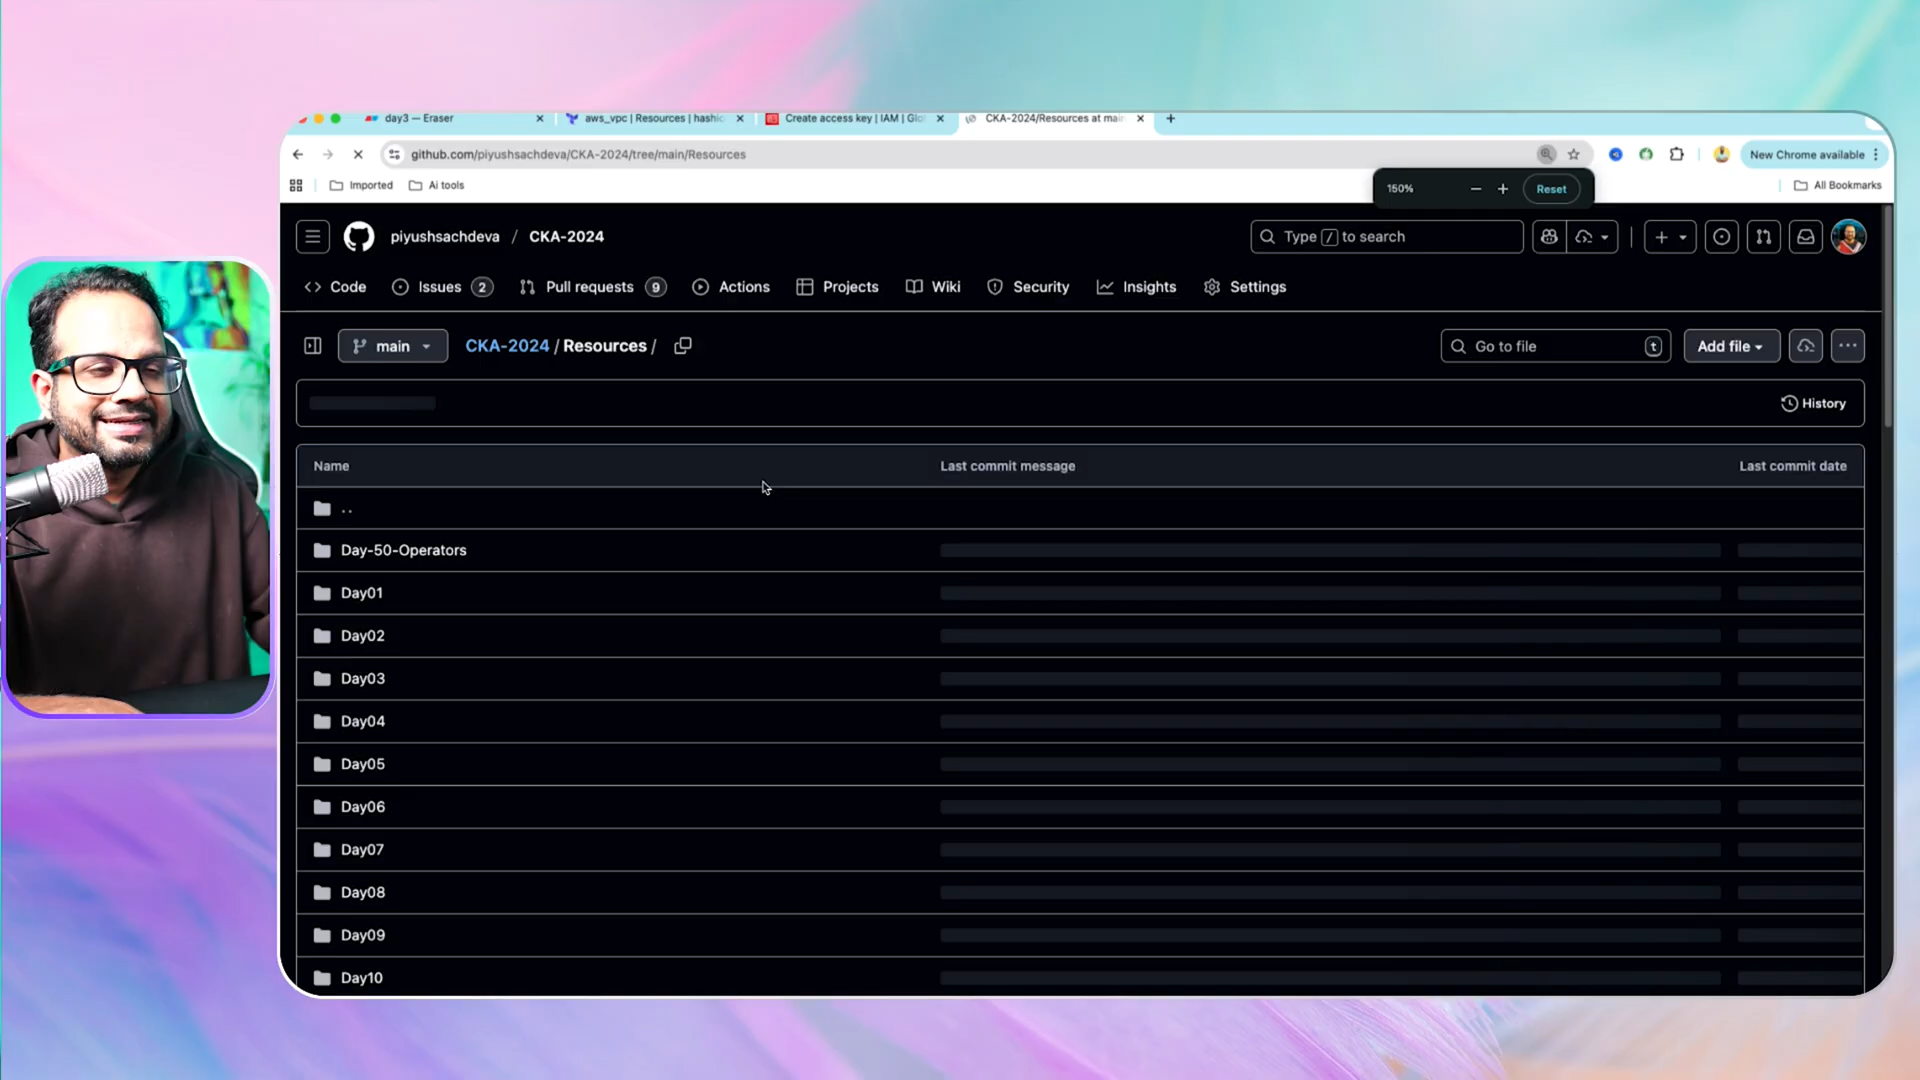 day3 — Eraser
aws_vpc | Resources | hashic
Create access key | IAM | Glo
CKA-2024/Resources at mai
github.com/piyushsachdeva/CKA-2024/tree/main/Resources
New Chrome available
Imported
Ai tools
150%
Reset
All Bookmarks
piyushsachdeva / CKA-2024
Type / to search
Code
Issues 2
Pull requests 9
Actions
Projects
Wiki
Security
Insights
Settings
main
CKA-2024 / Resources /
Go to file t
Add file
History
Name
Last commit message
Last commit date
..
Day-50-Operators
Day01
Day02
Day03
Day04
Day05
Day06
Day07
Day08
Day09
Day10